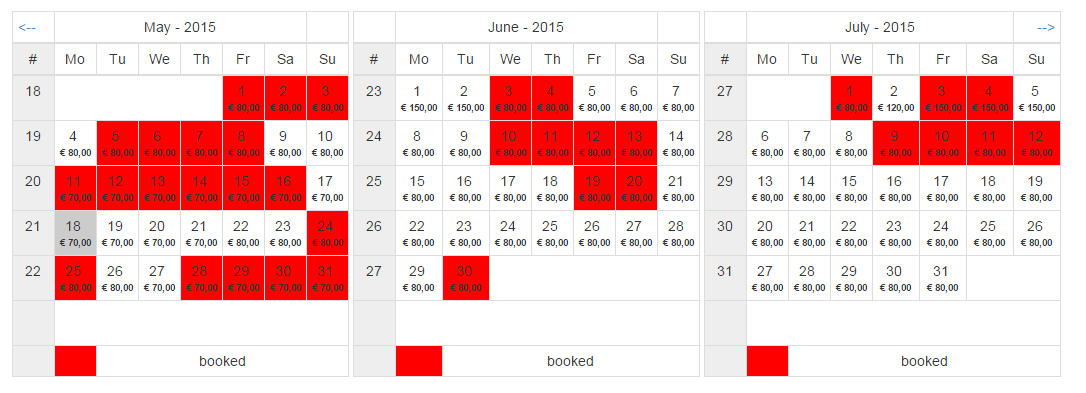 <-- May - 2015
# Mo Tu We Th Fr Sa Su
18 1 2 3
€ 80,00 € 80,00 € 80,00
19 4 5 6 7 8 9 10
€ 80,00 € 80,00 € 80,00 € 80,00 € 80,00 € 80,00 € 80,00
20 11 12 13 14 15 16 17
€ 70,00 € 70,00 € 70,00 € 70,00 € 70,00 € 70,00 € 70,00
21 18 19 20 21 22 23 24
€ 70,00 € 70,00 € 70,00 € 70,00 € 80,00 € 80,00 € 80,00
22 25 26 27 28 29 30 31
€ 80,00 € 80,00 € 70,00 € 70,00 € 70,00 € 70,00 € 70,00
booked
June - 2015
# Mo Tu We Th Fr Sa Su
23 1 2 3 4 5 6 7
€ 150,00 € 150,00 € 80,00 € 80,00 € 80,00 € 80,00 € 80,00
24 8 9 10 11 12 13 14
€ 80,00 € 80,00 € 80,00 € 80,00 € 80,00 € 80,00 € 80,00
25 15 16 17 18 19 20 21
€ 80,00 € 80,00 € 80,00 € 80,00 € 80,00 € 80,00 € 80,00
26 22 23 24 25 26 27 28
€ 80,00 € 80,00 € 80,00 € 80,00 € 80,00 € 80,00 € 80,00
27 29 30
€ 80,00 € 80,00
booked
July - 2015 -->
# Mo Tu We Th Fr Sa Su
27 1 2 3 4 5
€ 80,00 € 120,00 € 150,00 € 150,00 € 150,00
28 6 7 8 9 10 11 12
€ 80,00 € 80,00 € 80,00 € 80,00 € 80,00 € 80,00 € 80,00
29 13 14 15 16 17 18 19
€ 80,00 € 80,00 € 80,00 € 80,00 € 80,00 € 80,00 € 80,00
30 20 21 22 23 24 25 26
€ 80,00 € 80,00 € 80,00 € 80,00 € 80,00 € 80,00 € 80,00
31 27 28 29 30 31
€ 80,00 € 80,00 € 80,00 € 80,00 € 80,00
booked